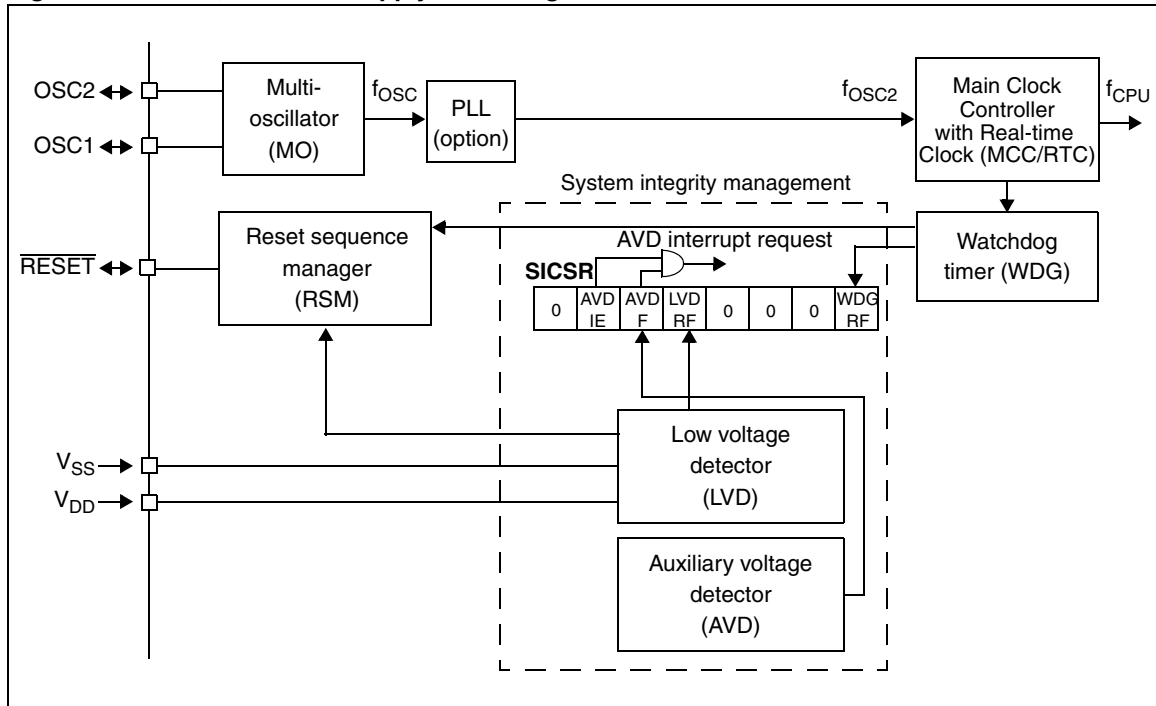 OSC2
OSC1
RESET
VSS
VDD
Multi-
oscillator
(MO)
fOSC
PLL
(option)
fOSC2
Main Clock
Controller
with Real-time
Clock (MCC/RTC)
fCPU
System integrity management
Reset sequence
manager
(RSM)
AVD interrupt request
Watchdog
timer (WDG)
SICSR
0
AVD
IE
AVD
F
LVD
RF
0
0
0
WDG
RF
Low voltage
detector
(LVD)
Auxiliary voltage
detector
(AVD)